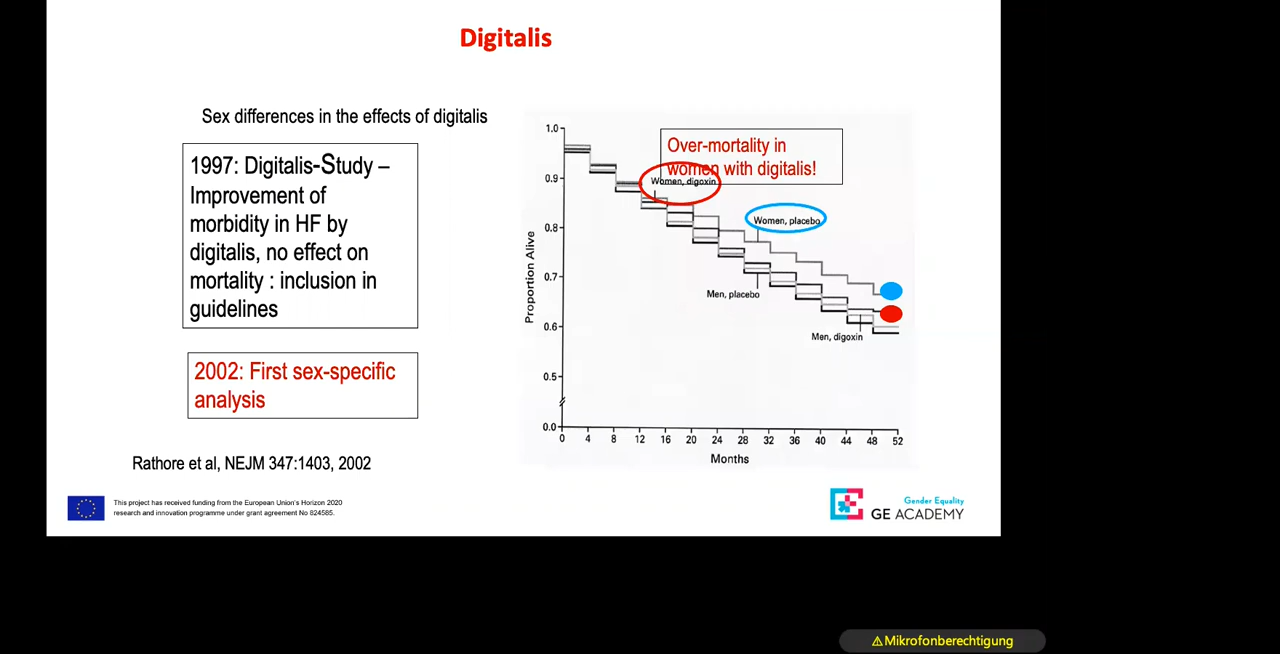 Digitalis
Sex differences in the effects of digitalis
1997: Digitalis-Study –
Improvement of
morbidity in HF by
digitalis, no effect on
mortality : inclusion in
guidelines
2002: First sex-specific
analysis
Rathore et al, NEJM 347:1403, 2002
Over-mortality in
women with digitalis!
Women, digoxin
Women, placebo
Men, placebo
Men, digoxin
Proportion Alive
1.0
0.9
0.8
0.7
0.6
0.5
0.0
0 4 8 12 16 20 24 28 32 36 40 44 48 52
Months
This project has received funding from the European Union's Horizon 2020
research and innovation programme under grant agreement No 824585.
Gender Equality
GE ACADEMY
⚠Mikrofonberechtigung